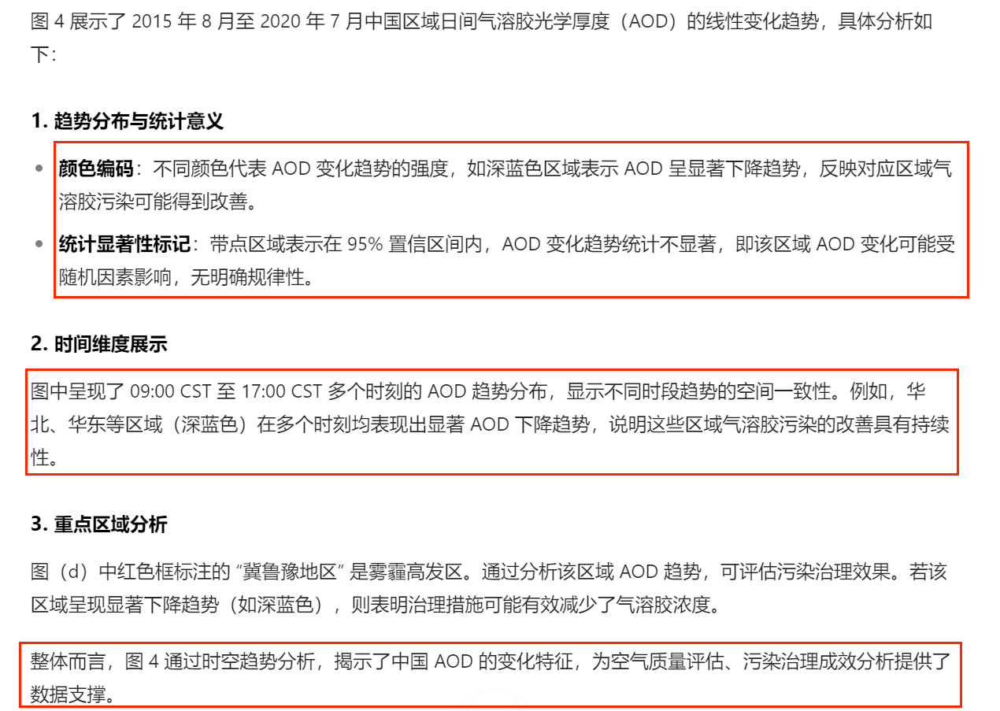 图 4 展示了 2015 年 8 月至 2020 年 7 月中国区域日间气溶胶光学厚度（AOD）的线性变化趋势，具体分析如
下：
1. 趋势分布与统计意义
• 颜色编码：不同颜色代表 AOD 变化趋势的强度，如深蓝色区域表示 AOD 呈显著下降趋势，反映对应区域气
溶胶污染可能得到改善。
• 统计显著性标记：带点区域表示在 95% 置信区间内，AOD 变化趋势统计不显著，即该区域 AOD 变化可能受
随机因素影响，无明确规律性。
2. 时间维度展示
图中呈现了 09:00 CST 至 17:00 CST 多个时刻的 AOD 趋势分布，显示不同时段趋势的空间一致性。例如，华
北、华东等区域（深蓝色）在多个时刻均表现出显著 AOD 下降趋势，说明这些区域气溶胶污染的改善具有持续
性。
3. 重点区域分析
图（d）中红色框标注的 “冀鲁豫地区” 是雾霾高发区。通过分析该区域 AOD 趋势，可评估污染治理效果。若该
区域呈现显著下降趋势（如深蓝色），则表明治理措施可能有效减少了气溶胶浓度。
整体而言，图 4 通过时空趋势分析，揭示了中国 AOD 的变化特征，为空气质量评估、污染治理成效分析提供了
数据支撑。